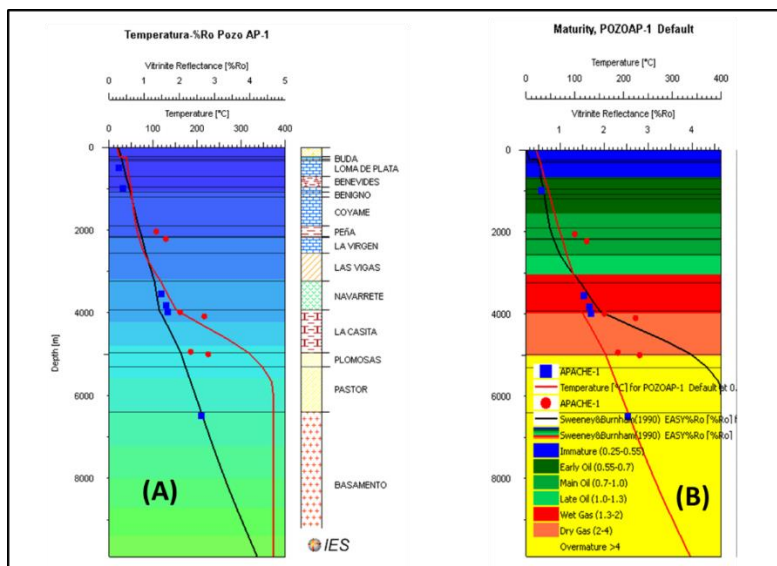 Temperatura-%Ro Pozo AP-1
Vitrinite Reflectance [%Ro]
0 1 2 3 4 5
Temperature [°C]
0 100 200 300 400
0
2000
4000
6000
8000
Depth [m]
BUDA
LOMA DE PLATA
BENEVIDES
BENIGNO
COYAME
PEÑA
LA VIRGEN
LAS VIGAS
NAVARRETE
LA CASITA
PLOMOSAS
PASTOR
BASAMENTO
(A)
IES
Maturity, POZOAP-1 Default
Temperature [°C]
0 100 200 300 400
Vitrinite Reflectance [%Ro]
1 2 3 4
0
2000
4000
6000
8000
APACHE-1
Temperature [°C] for POZOAP-1 Default at 0.
APACHE-1
Sweeney&Burnham(1990) EASY%Ro [%Ro] f
Sweeney&Burnham(1990) EASY%Ro [%Ro]
Immature (0.25-0.55)
Early Oil (0.55-0.7)
Main Oil (0.7-1.0)
Late Oil (1.0-1.3)
Wet Gas (1.3-2)
Dry Gas (2-4)
Overmature >4
(B)